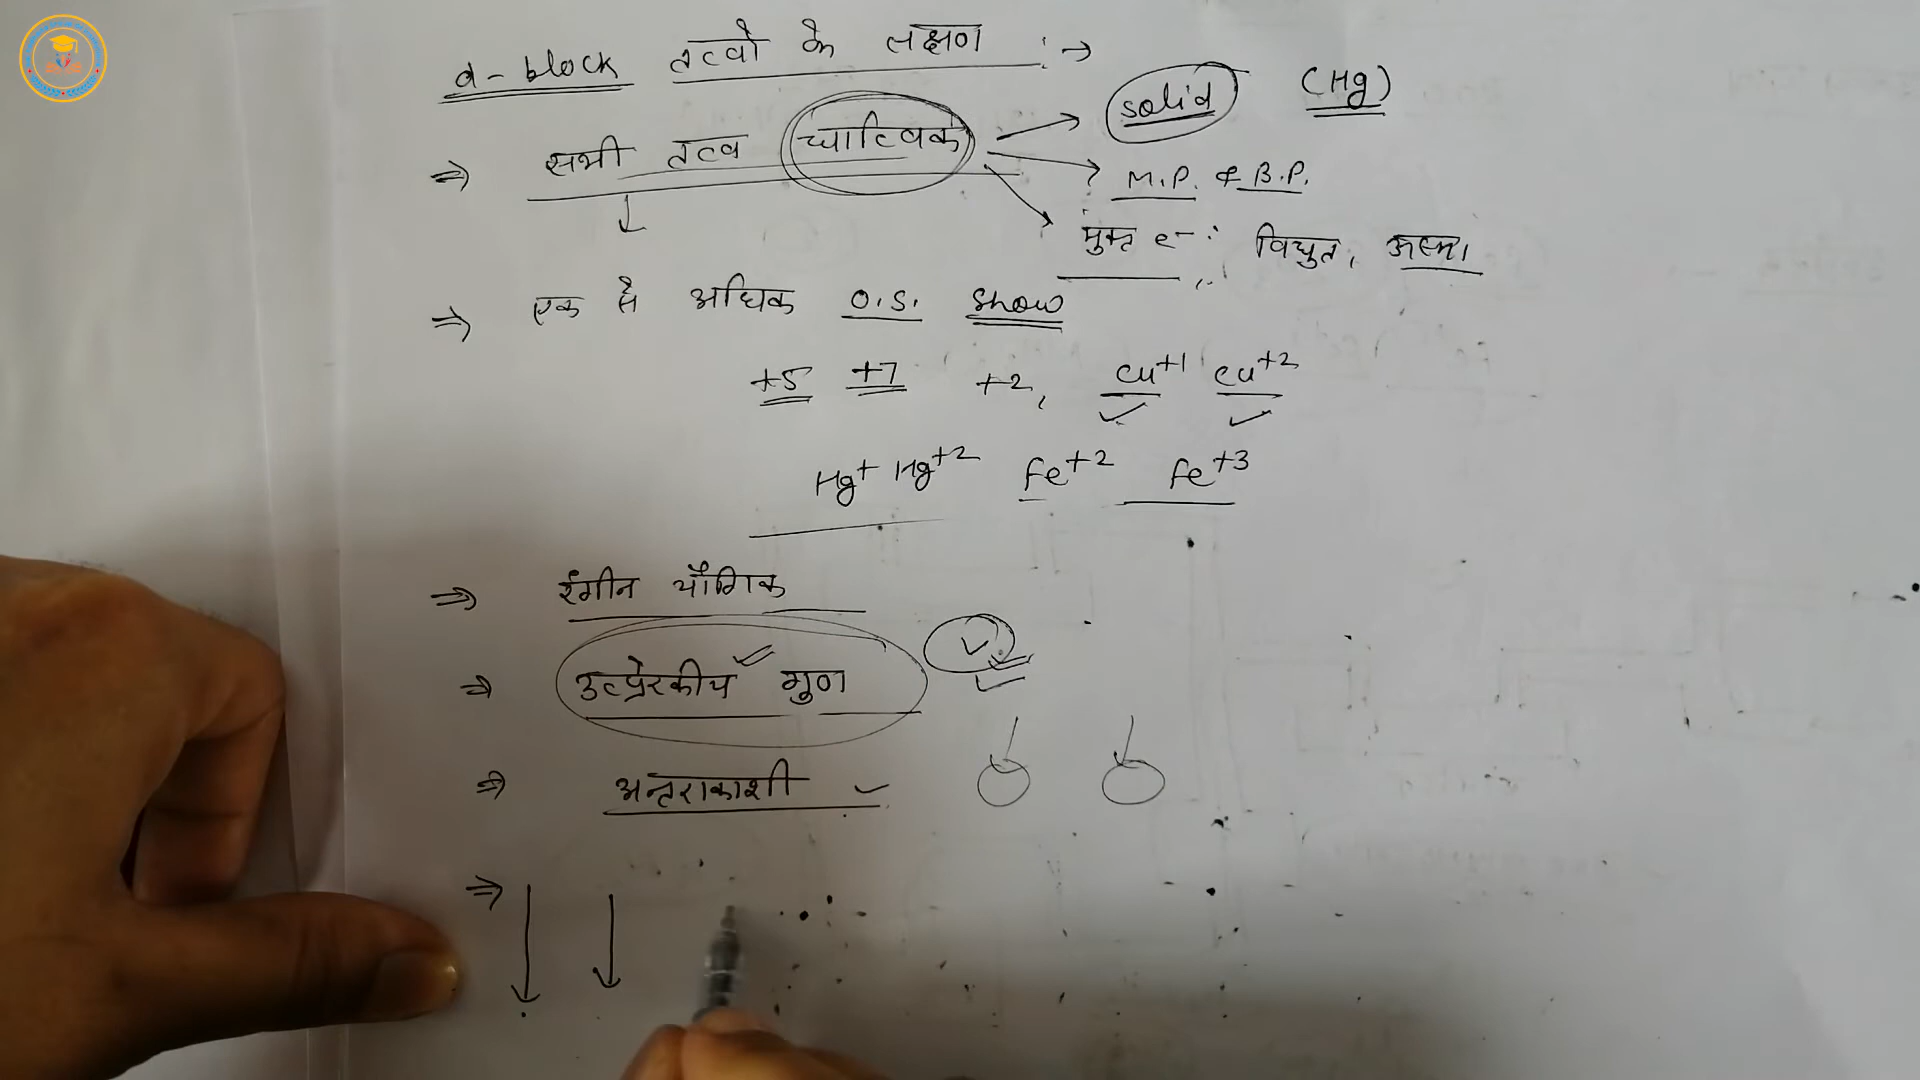 d-block तत्वो के लक्षण :→
⇒ सभी तत्व धात्विक → solid (Hg)
→ M.P. & B.P.
→ मुक्त e- : विद्युत, ऊष्मा
⇒ एक से अधिक O.S. show
+5 +7 +2, Cu+1 Cu+2
Hg+ Hg+2 Fe+2 Fe+3
⇒ रंगीन यौगिक
⇒ उत्प्रेरकीय गुण
⇒ अन्तराकाशी
⇒